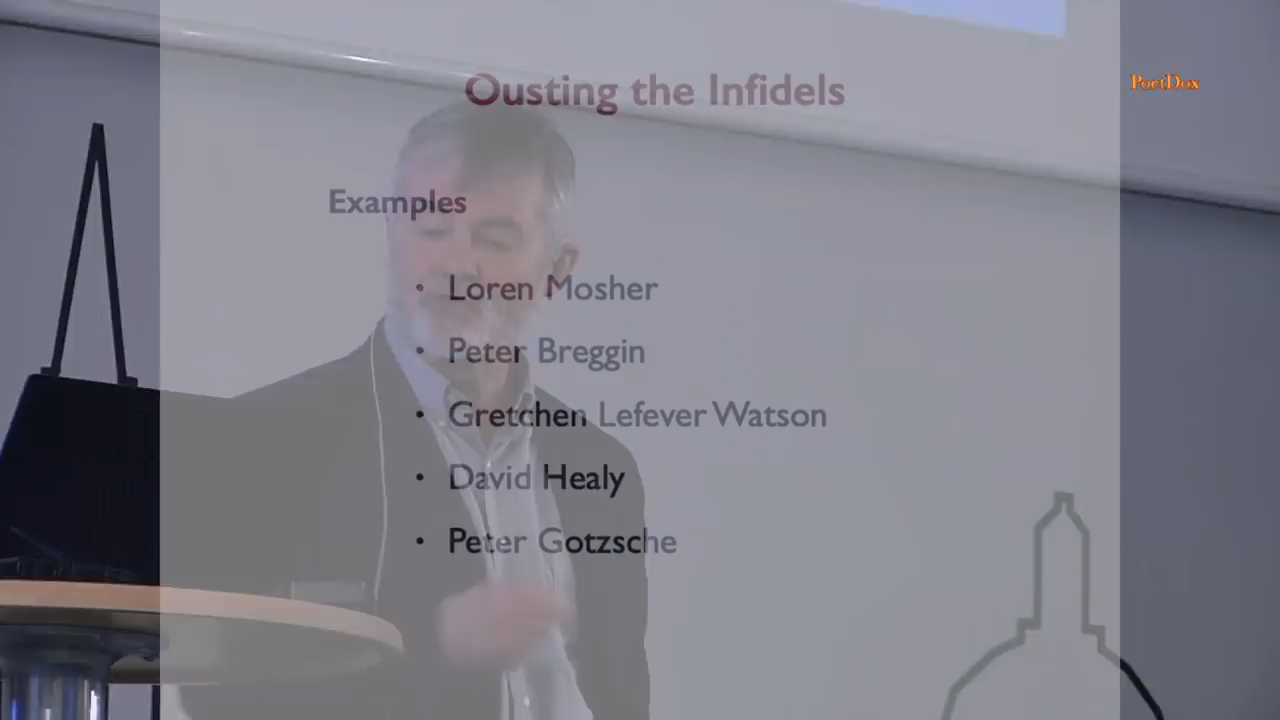 Ousting the Infidels
PoetDox
Examples
• Loren Mosher
• Peter Breggin
• Gretchen Lefever Watson
• David Healy
• Peter Gotzsche